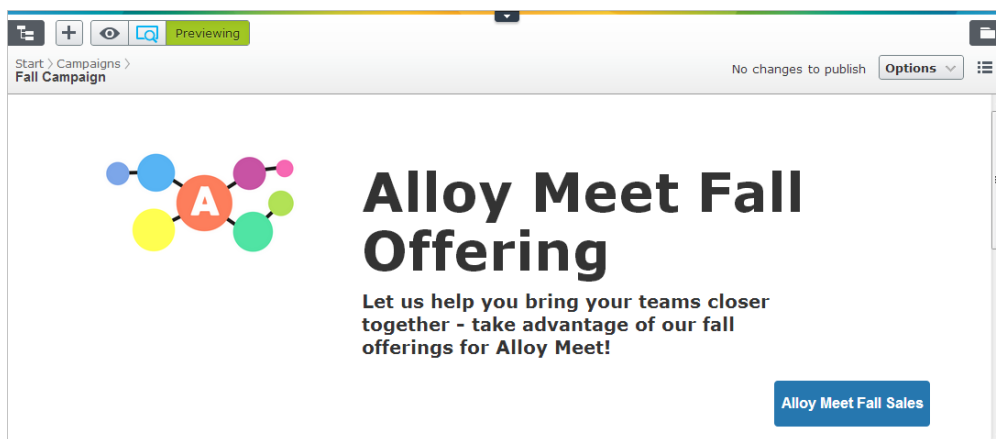 Previewing
Start > Campaigns >
Fall Campaign
No changes to publish
Options
A
Alloy Meet Fall
Offering
Let us help you bring your teams closer
together - take advantage of our fall
offerings for Alloy Meet!
Alloy Meet Fall Sales